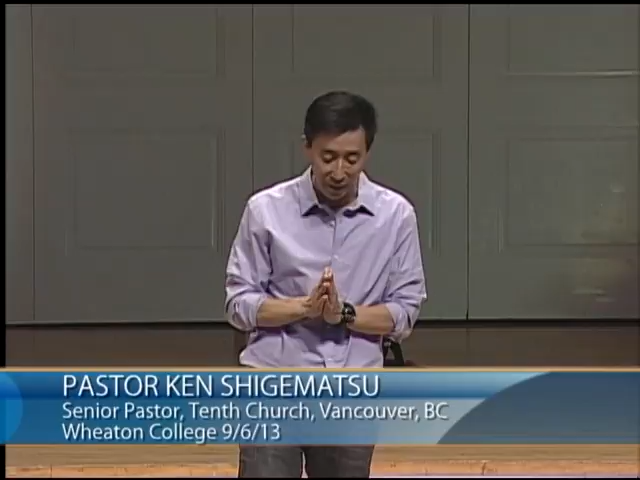 PASTOR KEN SHIGEMATSU
Senior Pastor, Tenth Church, Vancouver, BC
Wheaton College 9/6/13